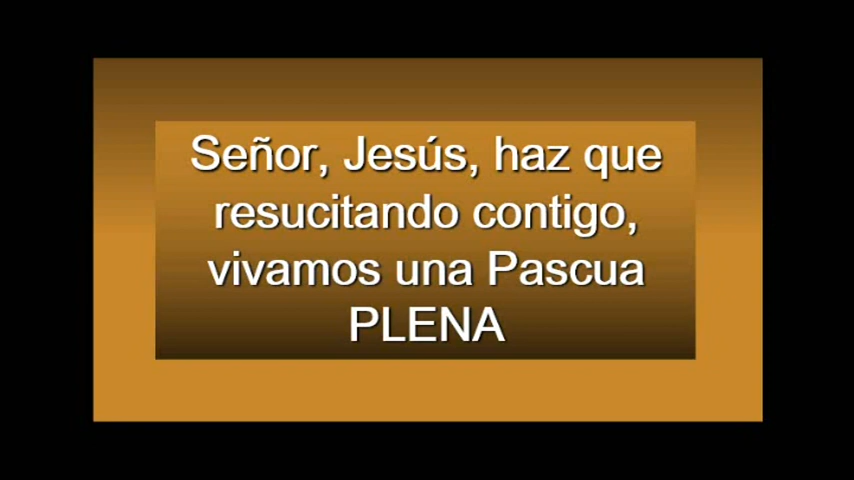 Señor, Jesús, haz que
resucitando contigo,
vivamos una Pascua
PLENA